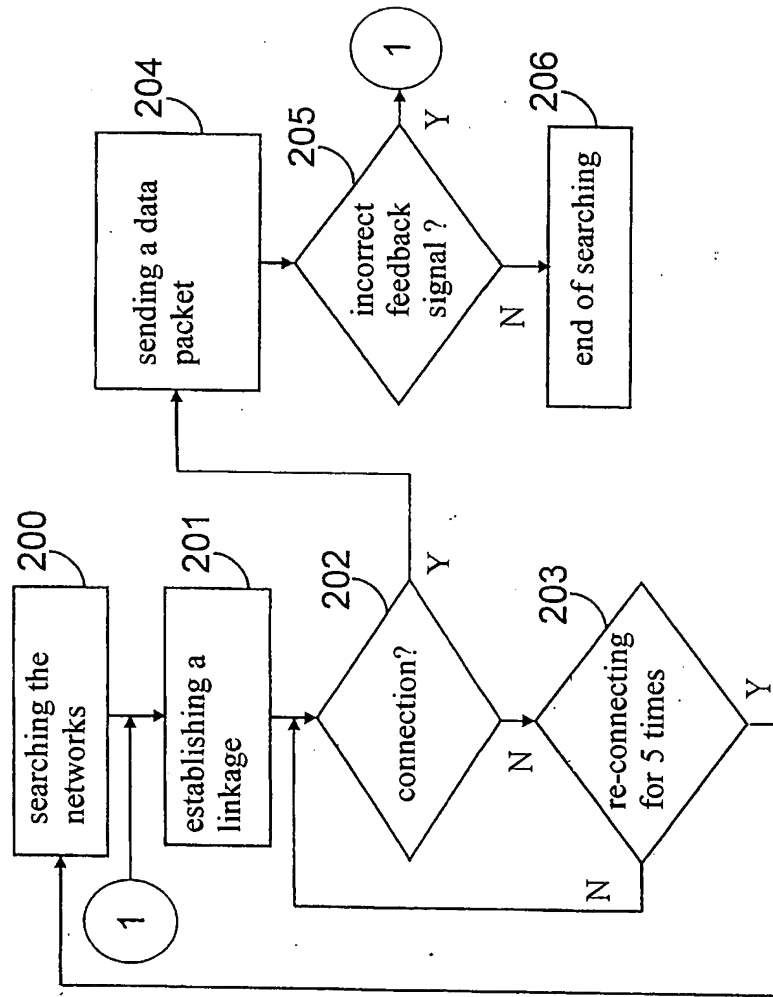 200
searching the
networks
1
201
establishing a
linkage
202
connection?
Y
N
203
re-connecting
for 5 times
N
Y
204
sending a data
packet
205
incorrect
feedback
signal ?
Y
1
N
206
end of searching